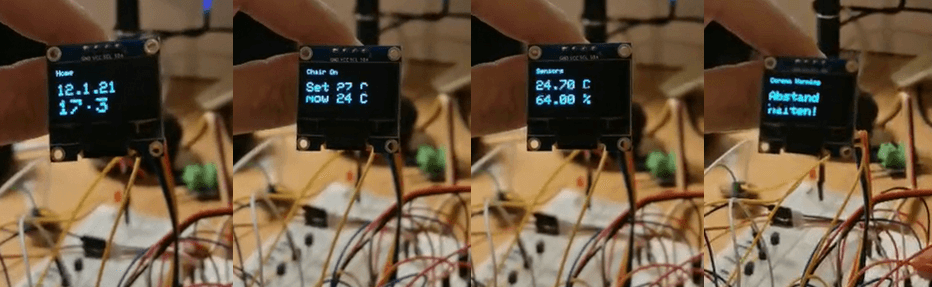 Home
12.1.21
17·3
Chair On
Set 27 C
now 24 C
Sensors
24.70 C
64.00 %
Corona Warning
Abstand
halten!